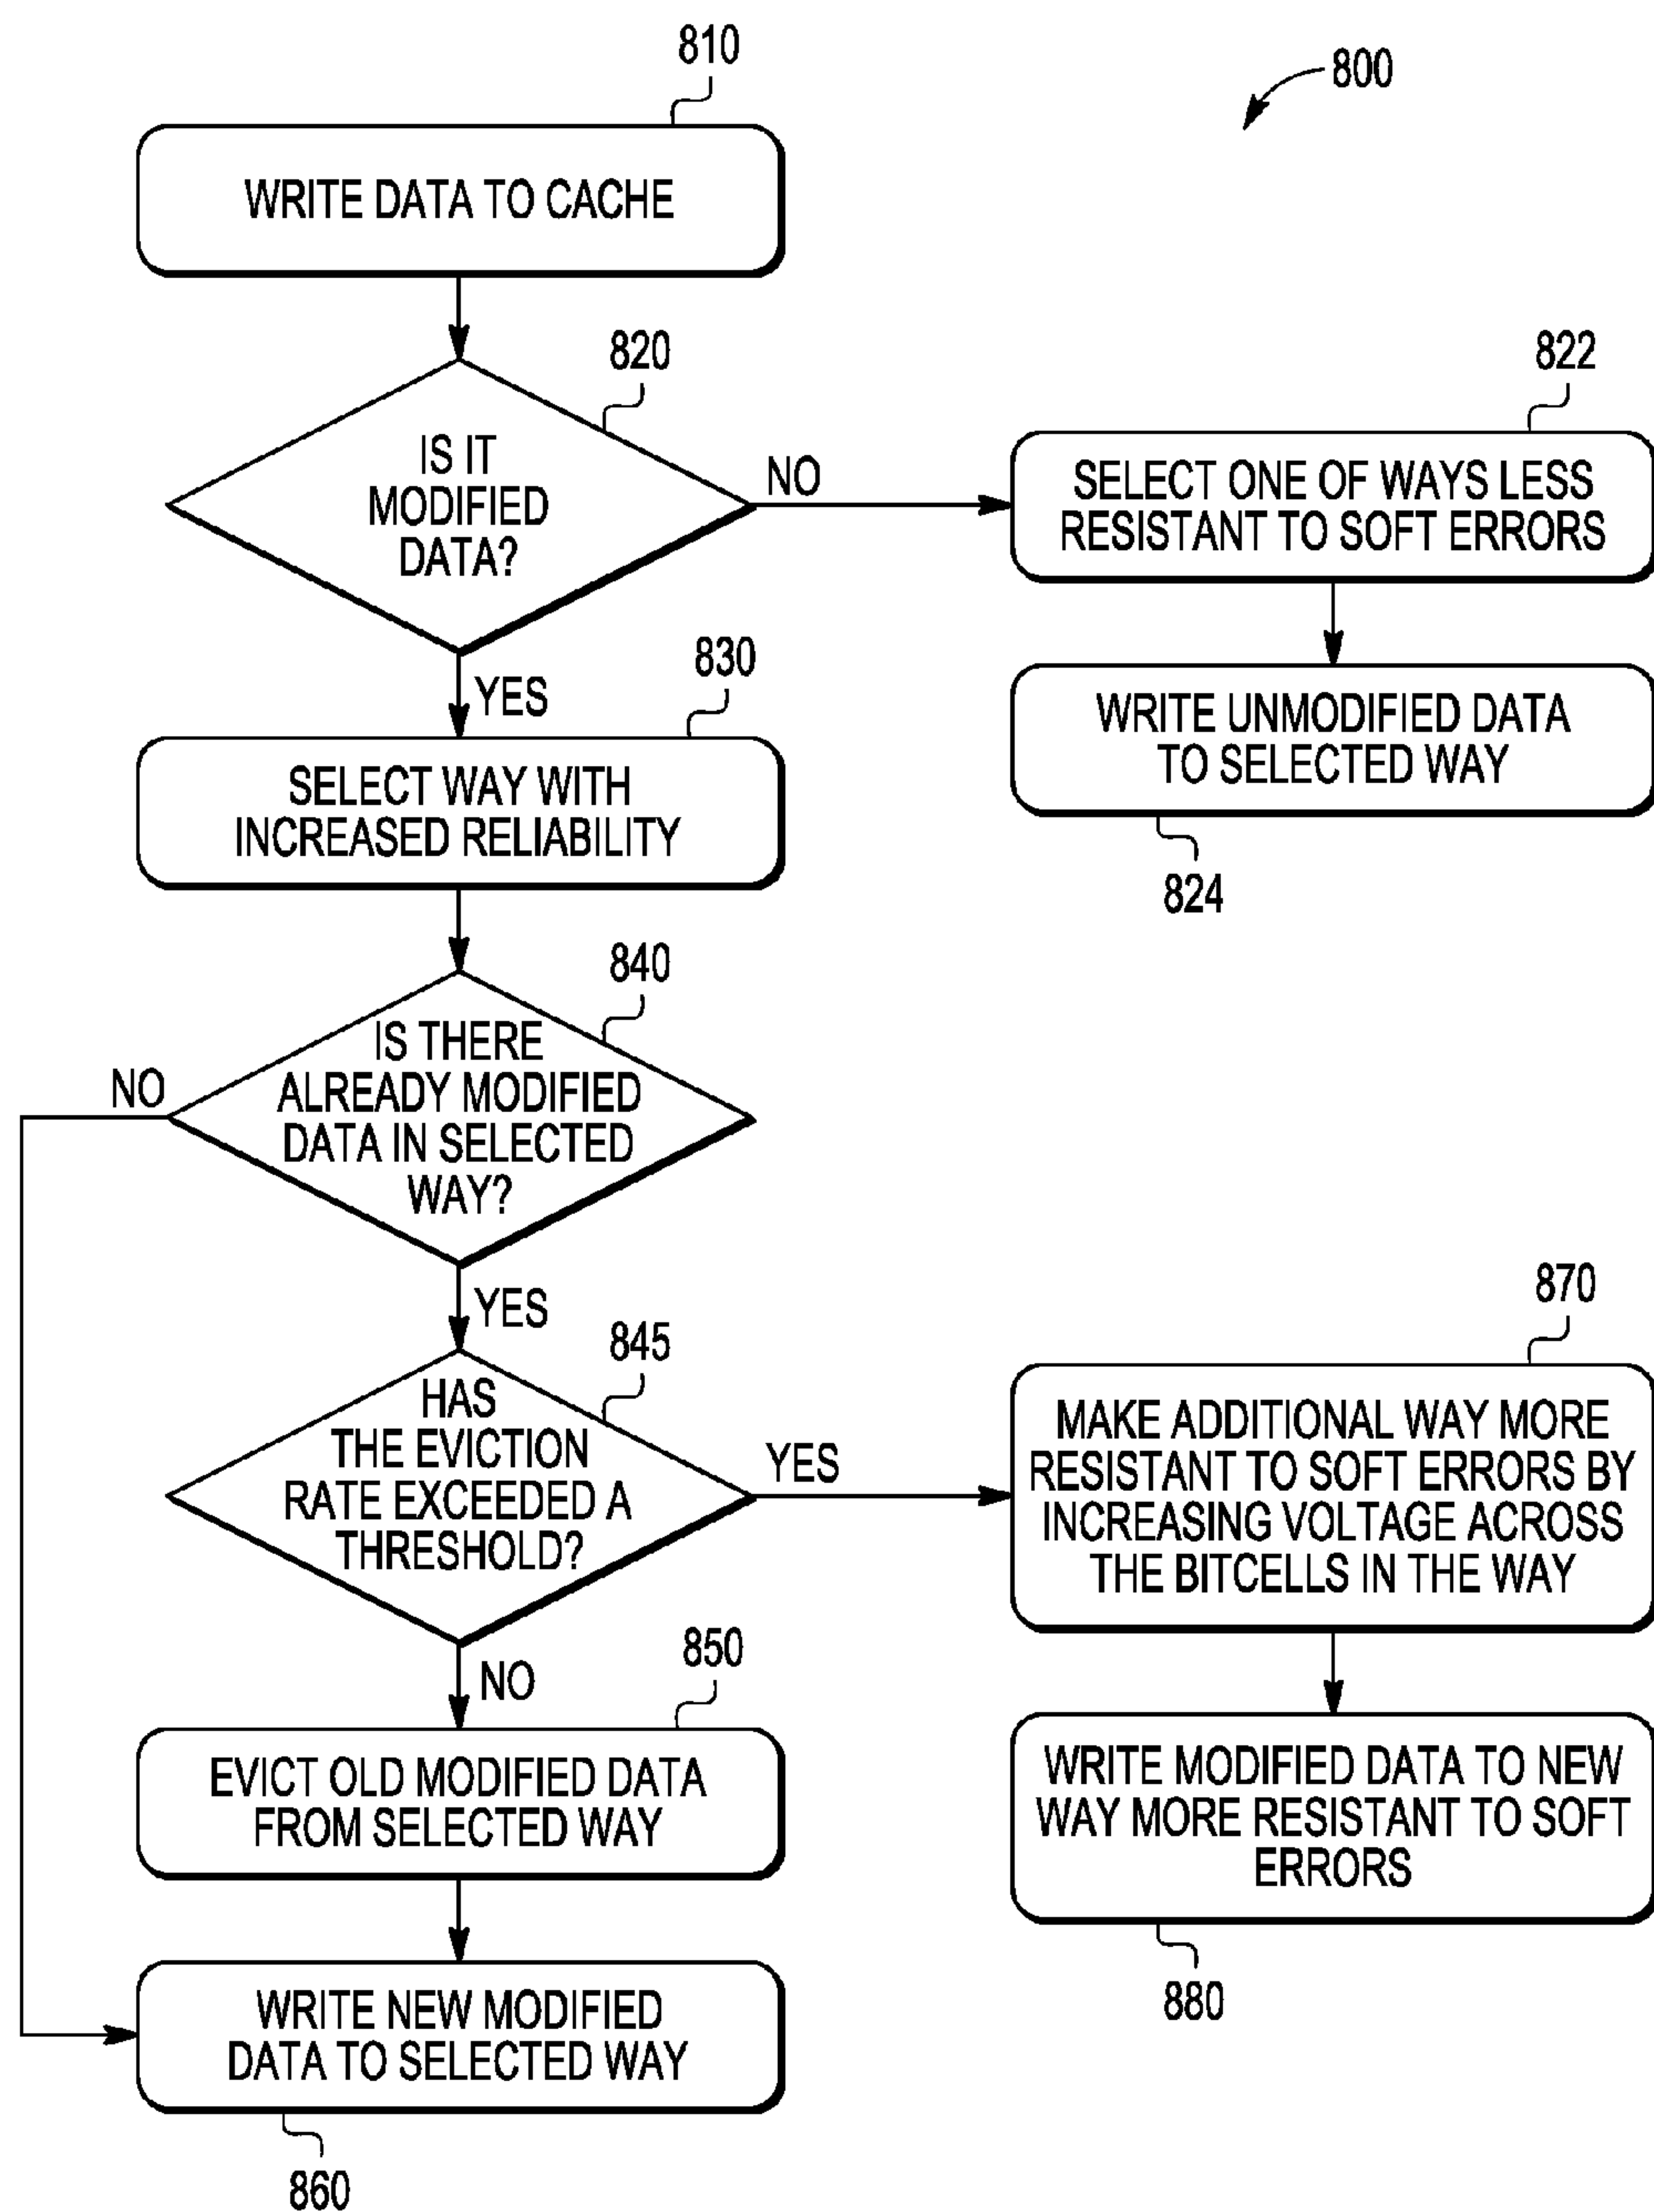 810
800
WRITE DATA TO CACHE
820
IS IT
MODIFIED
DATA?
NO
822
SELECT ONE OF WAYS LESS
RESISTANT TO SOFT ERRORS
YES
830
WRITE UNMODIFIED DATA
TO SELECTED WAY
824
SELECT WAY WITH
INCREASED RELIABILITY
840
IS THERE
ALREADY MODIFIED
DATA IN SELECTED
WAY?
NO
YES
845
HAS
THE EVICTION
RATE EXCEEDED A
THRESHOLD?
YES
870
MAKE ADDITIONAL WAY MORE
RESISTANT TO SOFT ERRORS BY
INCREASING VOLTAGE ACROSS
THE BITCELLS IN THE WAY
NO
850
EVICT OLD MODIFIED DATA
FROM SELECTED WAY
WRITE MODIFIED DATA TO NEW
WAY MORE RESISTANT TO SOFT
ERRORS
880
WRITE NEW MODIFIED
DATA TO SELECTED WAY
860